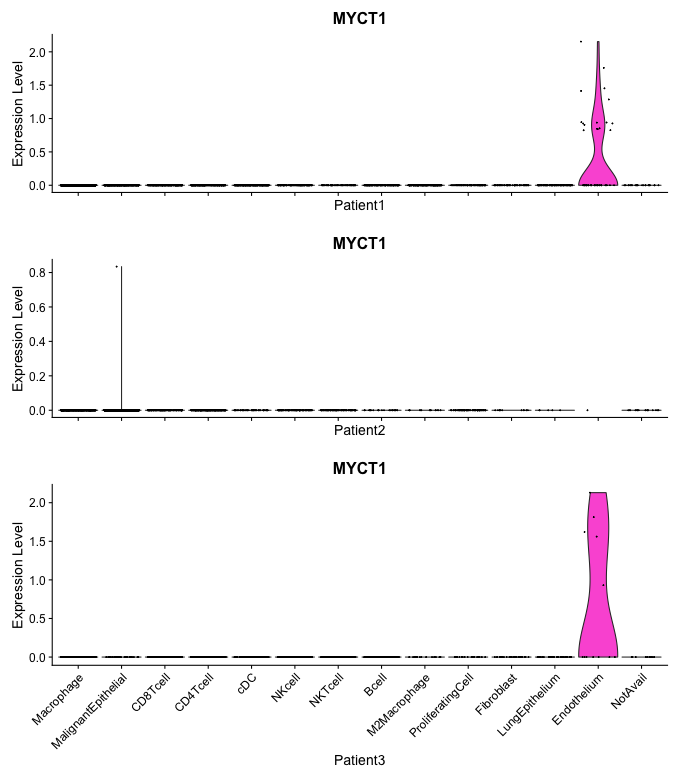 MYCT1
Expression Level
2.0
1.5
1.0
0.5
0.0
Patient1
MYCT1
Expression Level
0.8
0.6
0.4
0.2
0.0
Patient2
MYCT1
Expression Level
2.0
1.5
1.0
0.5
0.0
Macrophage
MalignantEpithelial
CD8Tcell
CD4Tcell
cDC
NKcell
NKTcell
Bcell
M2Macrophage
ProliferatingCell
Fibroblast
LungEpithelium
Endothelium
NotAvail
Patient3